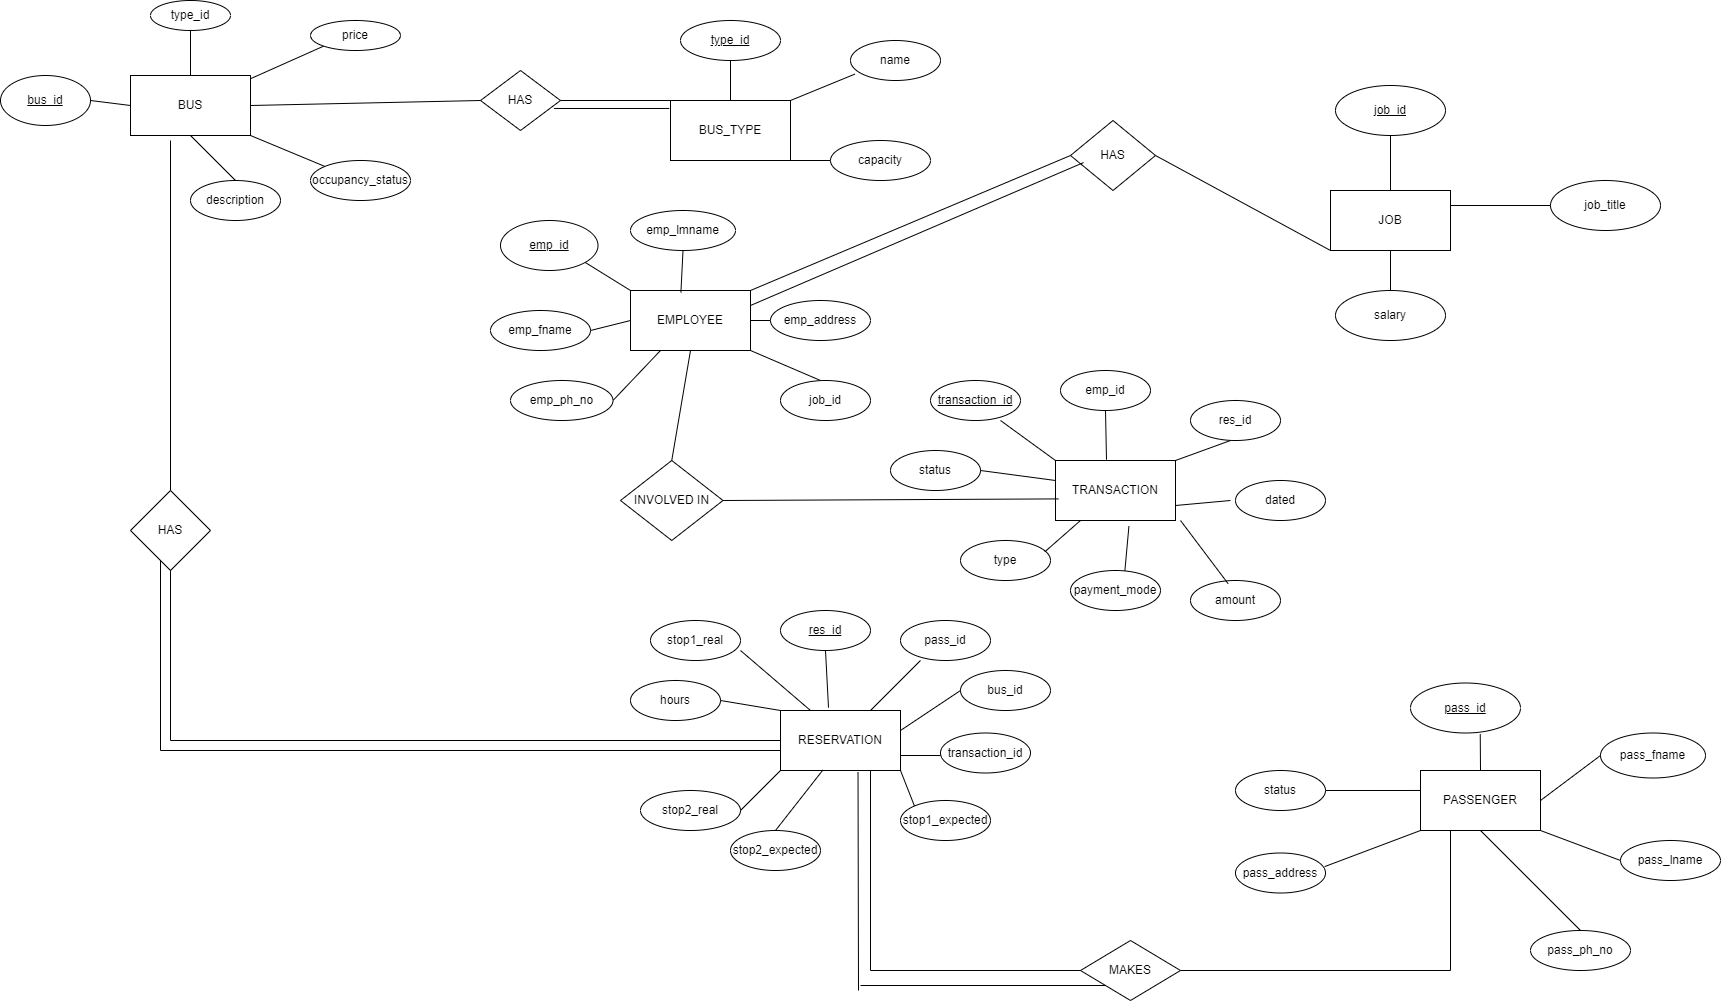 type_id
price
bus_id
BUS
HAS
description
occupancy_status
type_id
name
BUS_TYPE
capacity
HAS
job_id
JOB
job_title
salary
emp_id
emp_lmname
emp_fname
EMPLOYEE
emp_address
emp_ph_no
job_id
INVOLVED IN
transaction_id
emp_id
res_id
status
TRANSACTION
dated
type
payment_mode
amount
HAS
stop1_real
res_id
pass_id
hours
bus_id
RESERVATION
transaction_id
stop2_real
stop2_expected
stop1_expected
pass_id
pass_fname
status
PASSENGER
pass_address
pass_lname
pass_ph_no
MAKES